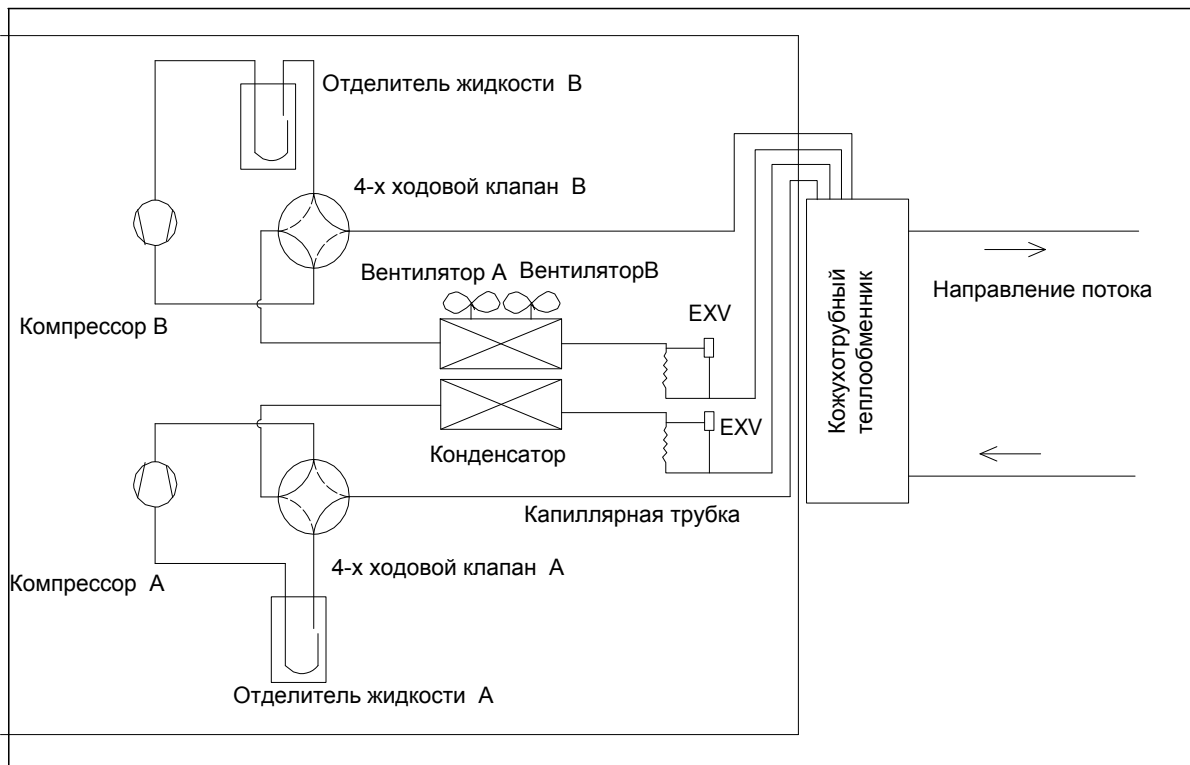 Отделитель жидкости В
4-х ходовой клапан В
Вентилятор А ВентиляторВ
Направление потока
EXV
Компрессор В
Кожухотрубный
теплообменник
EXV
Конденсатор
Капиллярная трубка
4-х ходовой клапан А
Компрессор А
Отделитель жидкости А